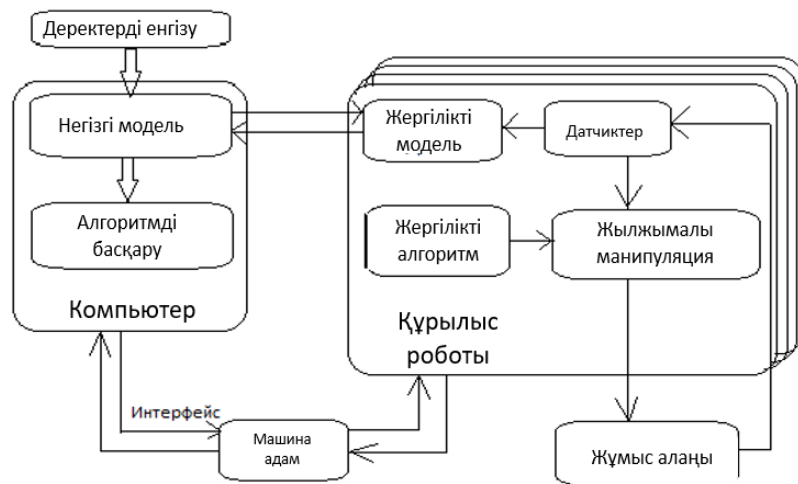 Деректерді енгізу
Негізгі модель
Алгоритмді
басқару
Компьютер
Жергілікті
модель
Датчиктер
Жергілікті
алгоритм
Жылжымалы
манипуляция
Құрылыс
роботы
Интерфейс
Машина
адам
Жұмыс алаңы